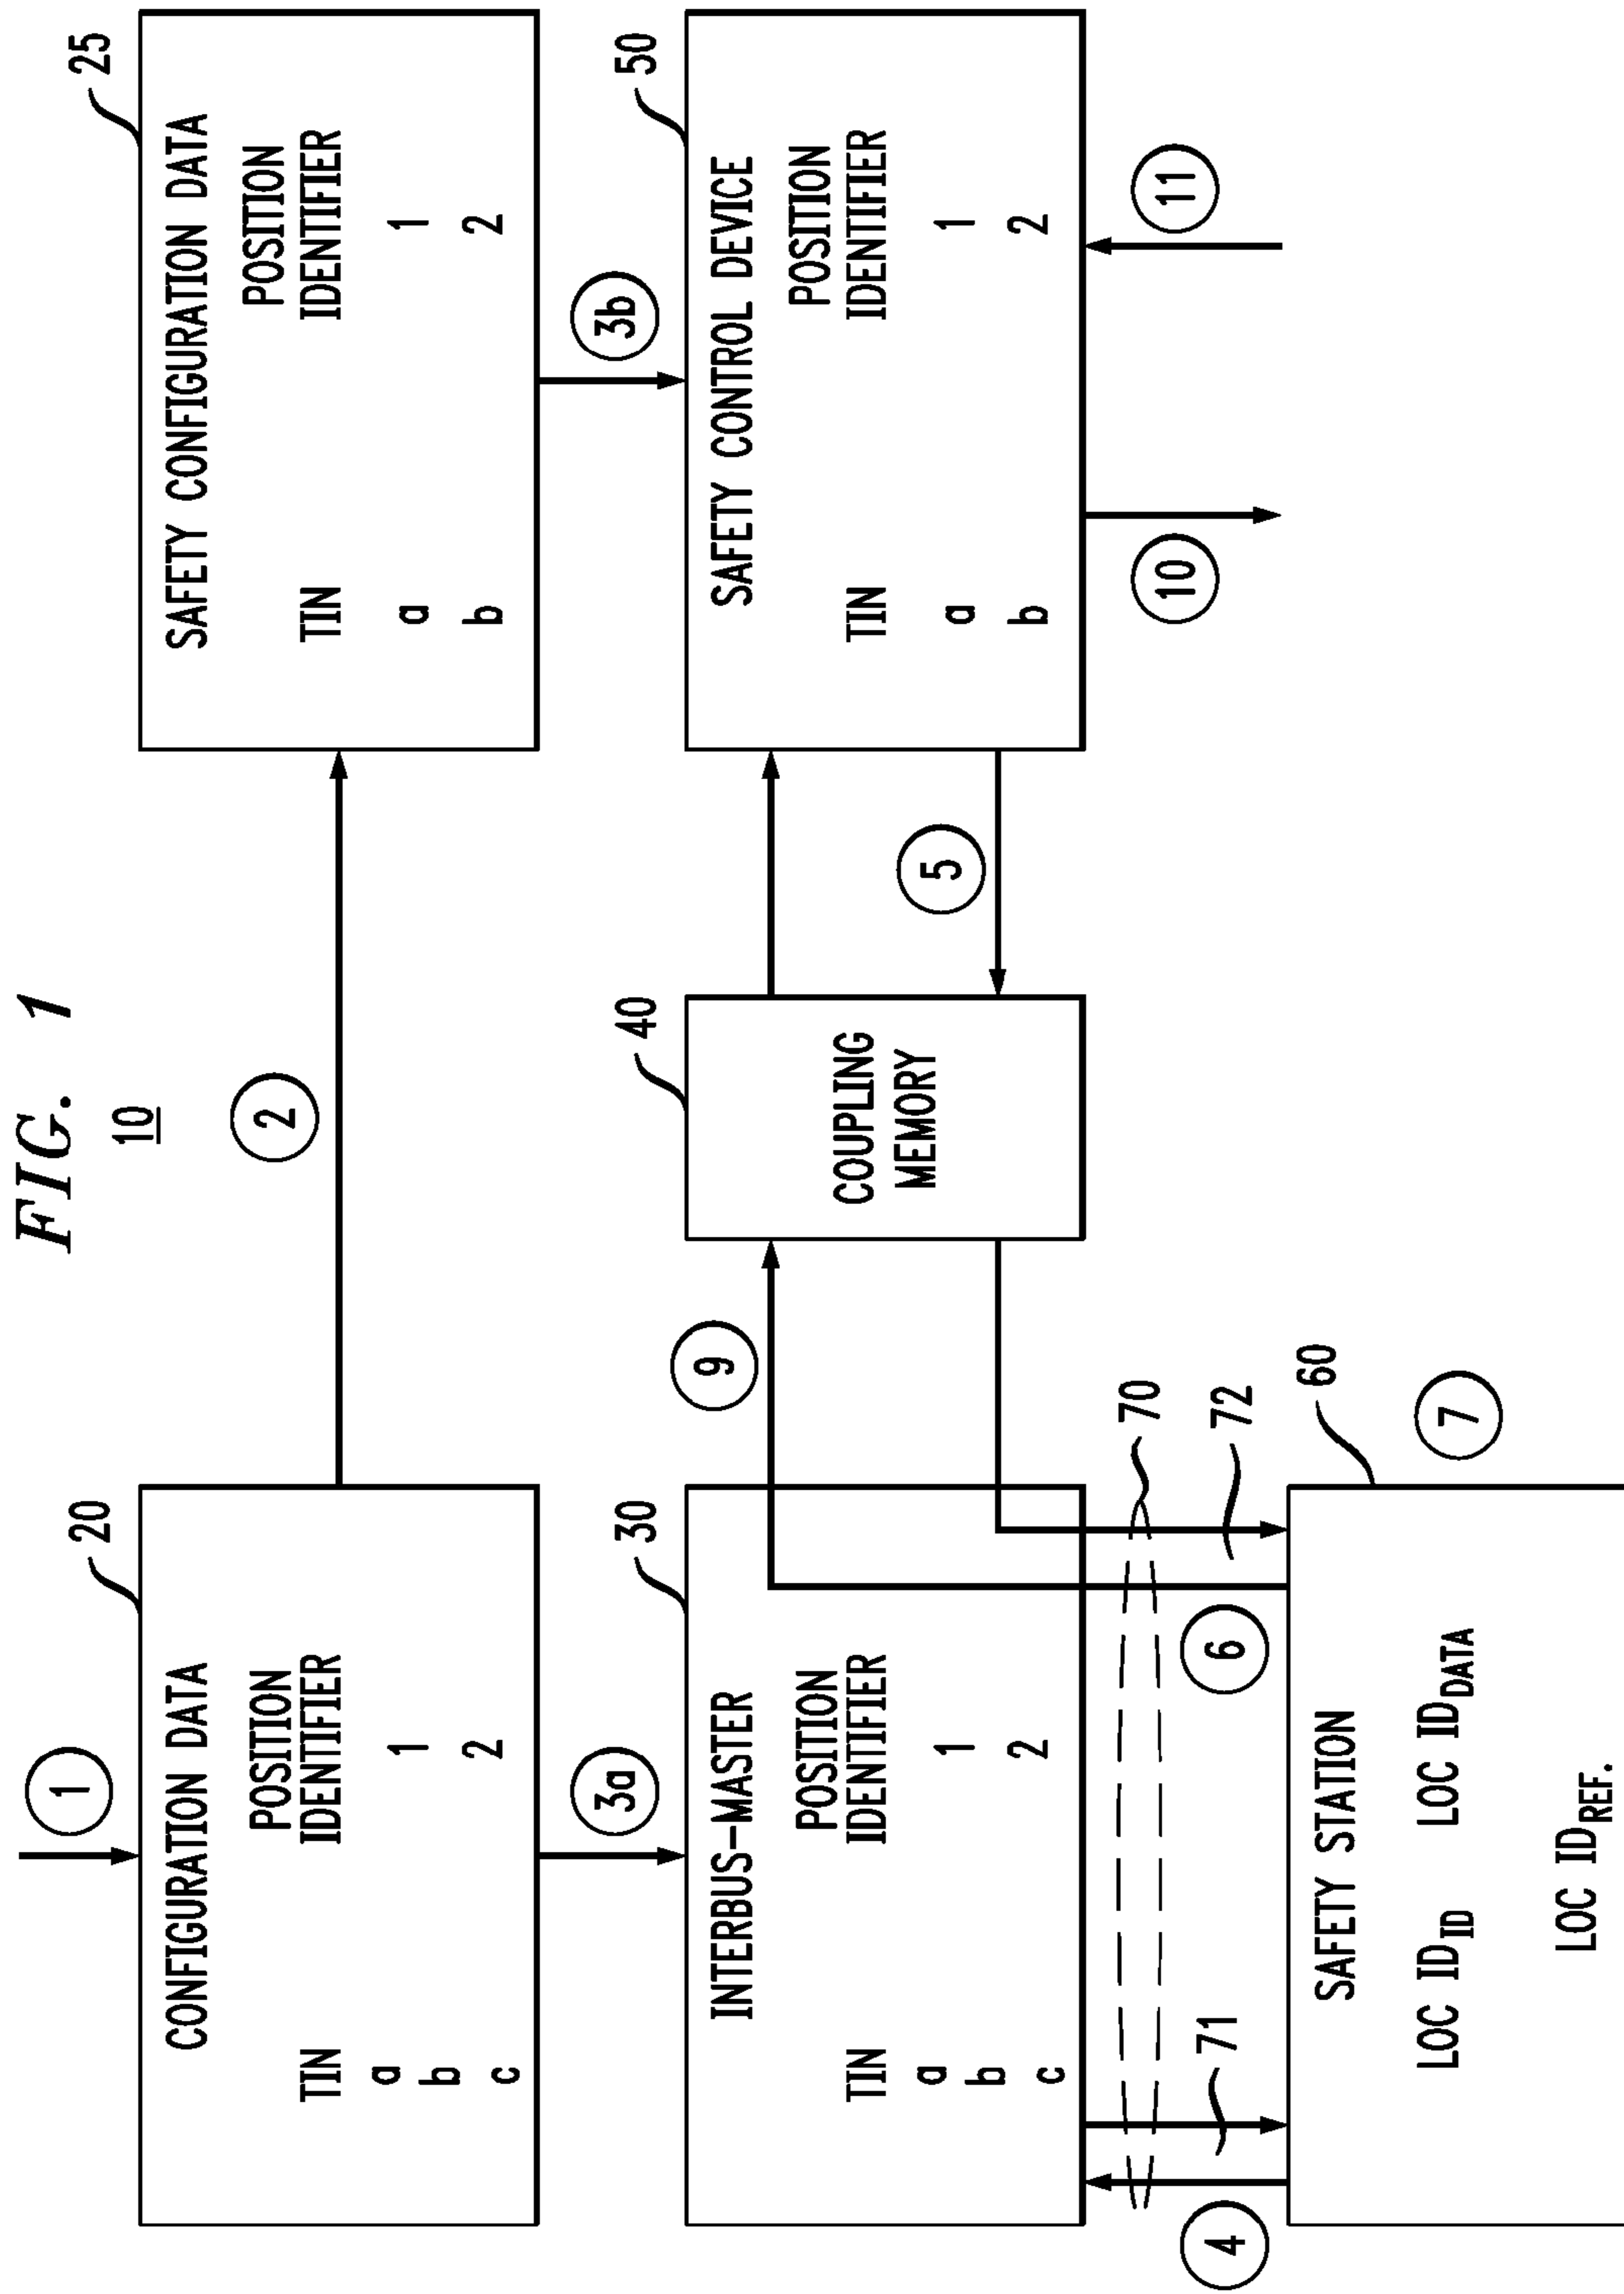 FIG. 1
10
1
20
CONFIGURATION DATA
POSITION
TIN IDENTIFIER
a 1
b
c 2
2
25
SAFETY CONFIGURATION DATA
POSITION
TIN IDENTIFIER
a 1
b 2
3a
3b
30
INTERBUS-MASTER
POSITION
TIN IDENTIFIER
a 1
b
c 2
9
40
COUPLING
MEMORY
5
50
SAFETY CONTROL DEVICE
POSITION
TIN IDENTIFIER
a 1
b 2
10
11
4
71
6
70
72
60
7
SAFETY STATION
LOC ID_ID LOC ID_DATA
LOC ID_REF.